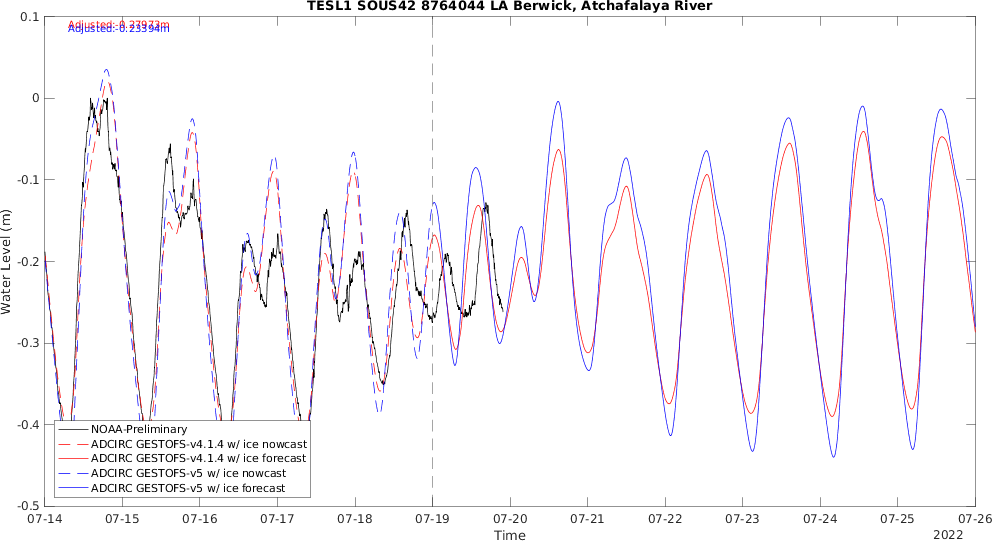 TESL1 SOUS42 8764044 LA Berwick, Atchafalaya River
Adjusted:-0.23394m
Water Level (m)
0.1
0
-0.1
-0.2
-0.3
-0.4
-0.5
NOAA-Preliminary
ADCIRC GESTOFS-v4.1.4 w/ ice nowcast
ADCIRC GESTOFS-v4.1.4 w/ ice forecast
ADCIRC GESTOFS-v5 w/ ice nowcast
ADCIRC GESTOFS-v5 w/ ice forecast
07-14 07-15 07-16 07-17 07-18 07-19 07-20 07-21 07-22 07-23 07-24 07-25 07-26
Time
2022